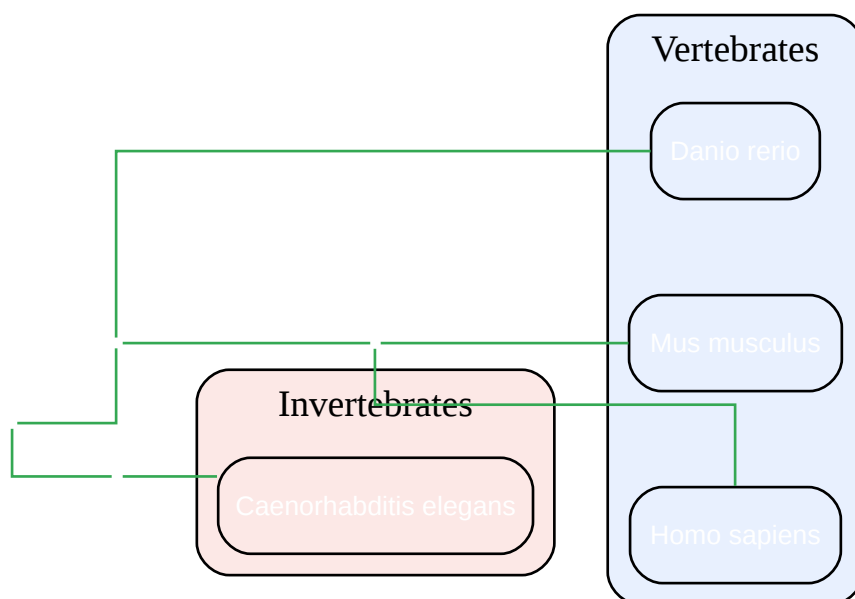 Vertebrates
Danio rerio
Mus musculus
Invertebrates
Caenorhabditis elegans
Homo sapiens